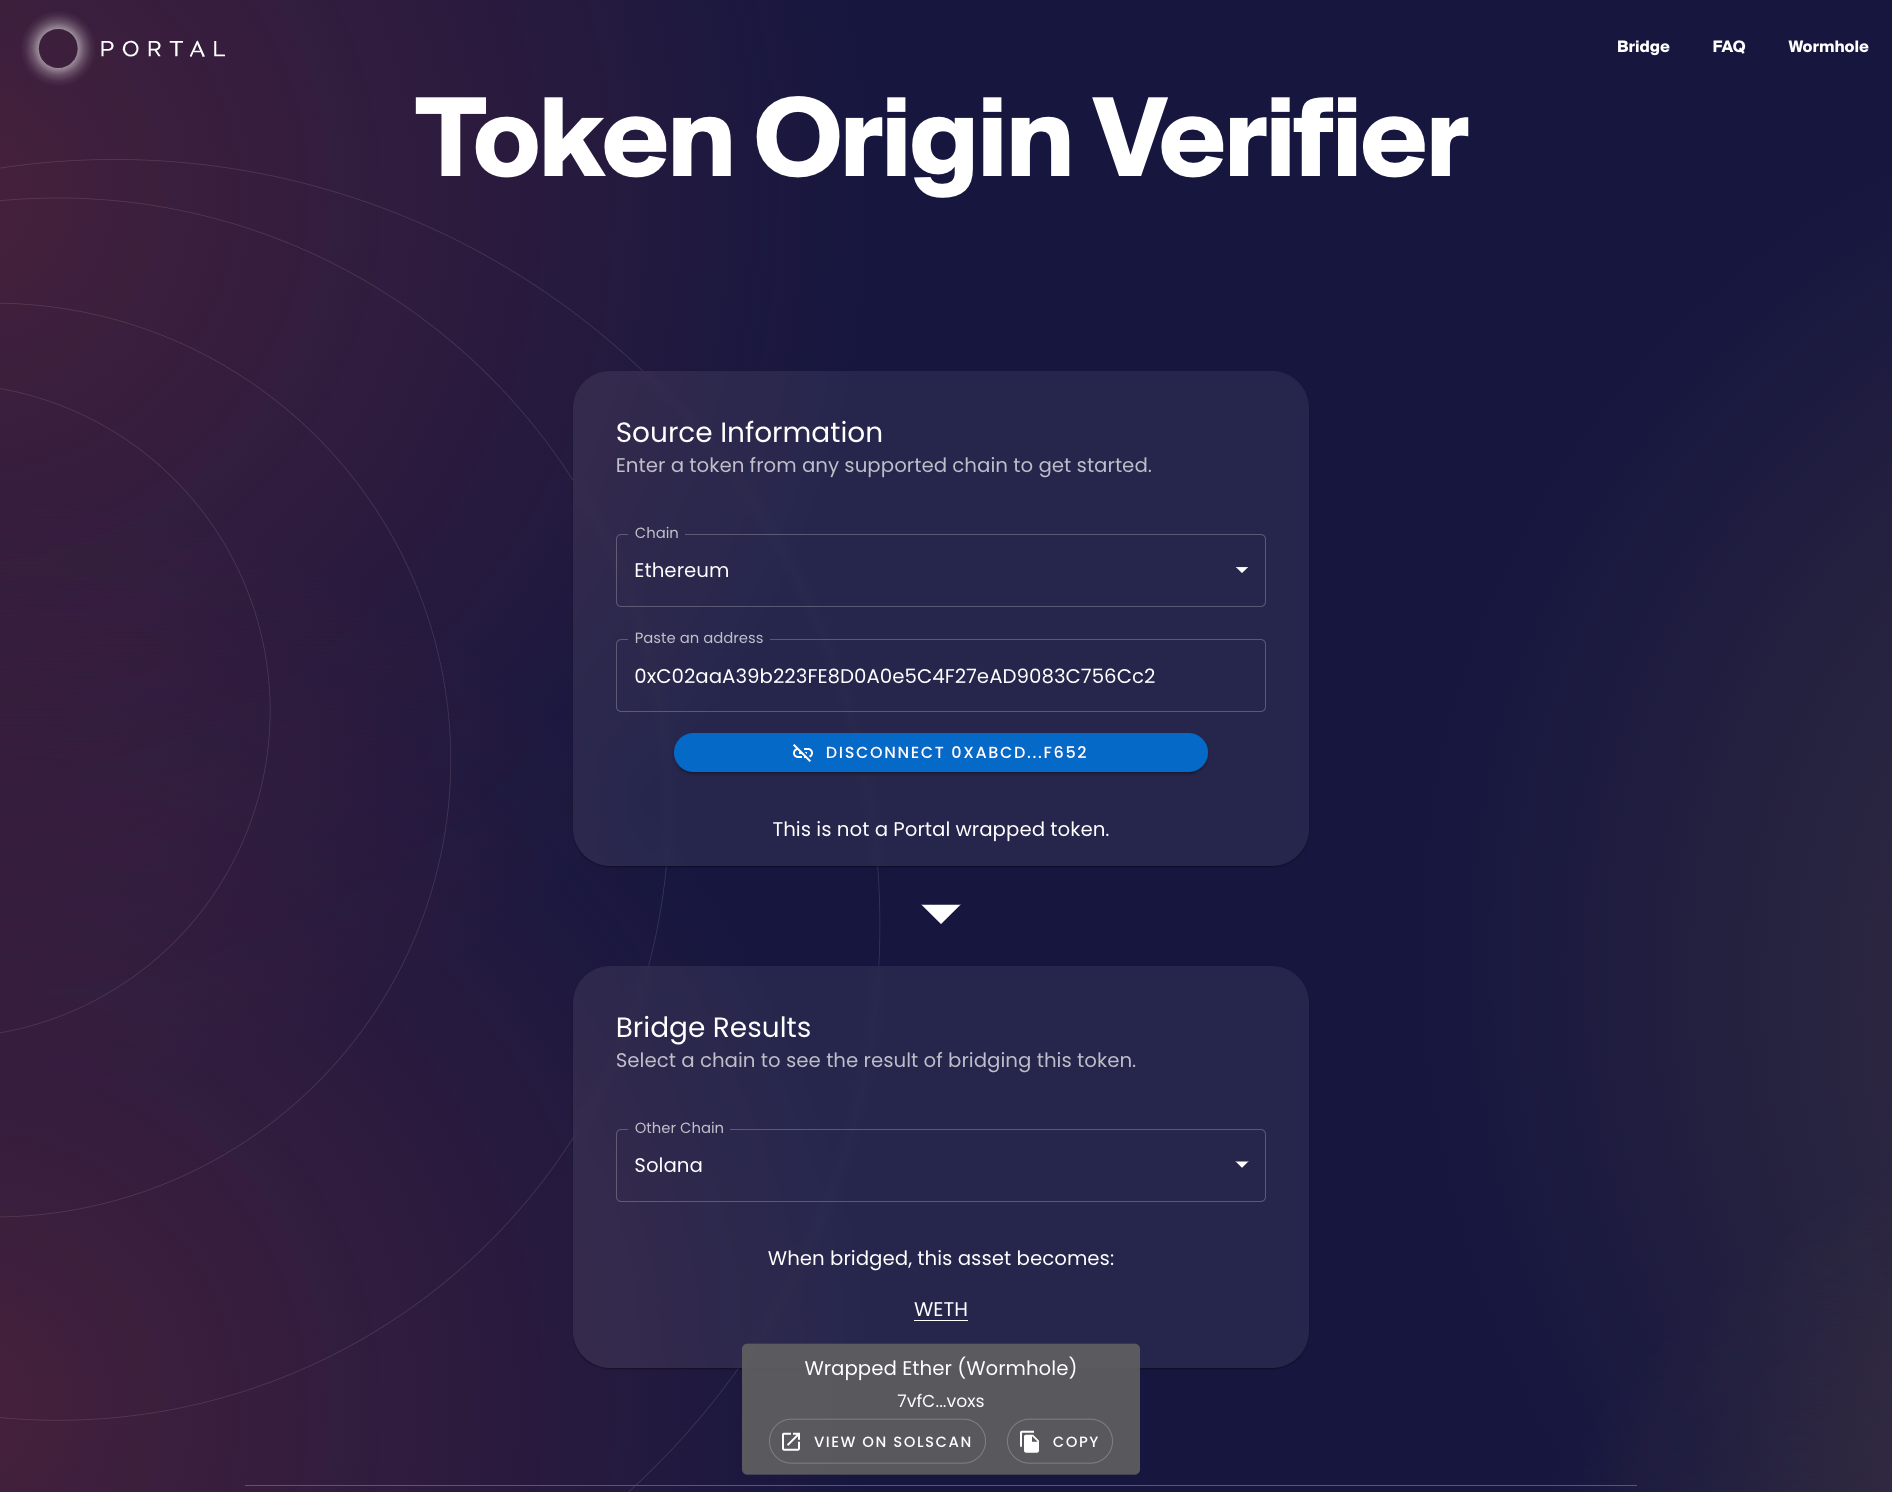 PORTAL
Bridge FAQ Wormhole
Token Origin Verifier
Source Information
Enter a token from any supported chain to get started.
Chain
Ethereum
Paste an address
0xC02aaA39b223FE8D0A0e5C4F27eAD9083C756Cc2
DISCONNECT 0XABCD...F652
This is not a Portal wrapped token.
Bridge Results
Select a chain to see the result of bridging this token.
Other Chain
Solana
When bridged, this asset becomes:
WETH
Wrapped Ether (Wormhole)
7vfC...voxs
VIEW ON SOLSCAN COPY